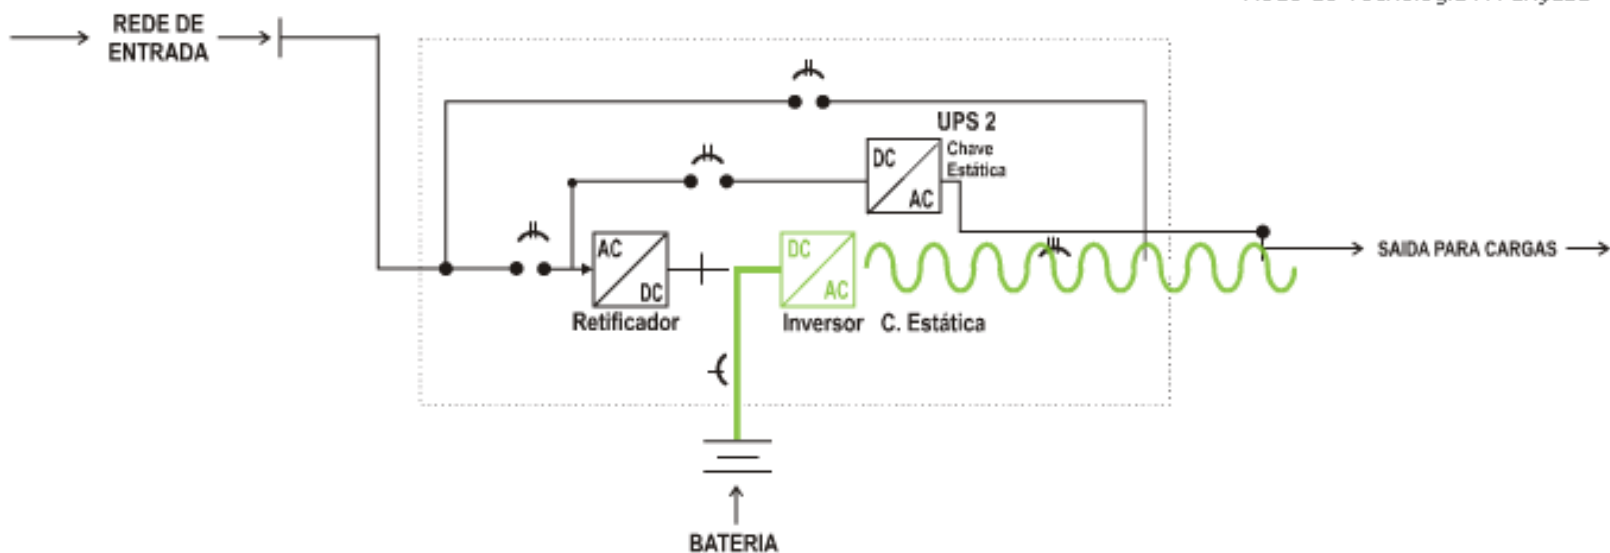 REDE DE
ENTRADA
UPS 2
Chave
Estática
DC
AC
AC
DC
Retificador
DC
AC
Inversor C. Estática
SAIDA PARA CARGAS
BATERIA